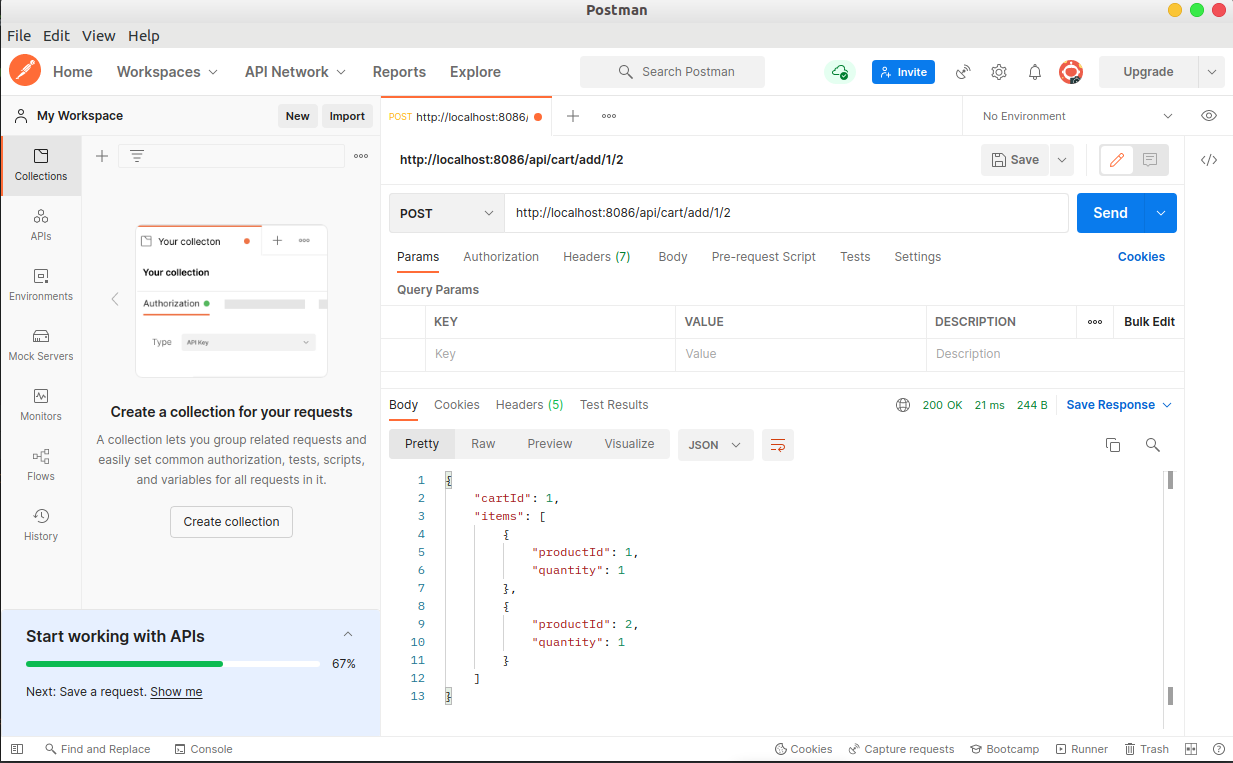 Postman
File Edit View Help
Home Workspaces API Network Reports Explore Search Postman Invite Upgrade
My Workspace New Import
POST http://localhost:8086/ No Environment
Collections
APIs
Environments
Mock Servers
Monitors
Flows
History
Your collecton
Your collection
Authorization
Type API Key
Create a collection for your requests
A collection lets you group related requests and
easily set common authorization, tests, scripts,
and variables for all requests in it.
Create collection
Start working with APIs
67%
Next: Save a request. Show me
http://localhost:8086/api/cart/add/1/2 Save
POST http://localhost:8086/api/cart/add/1/2 Send
Params Authorization Headers (7) Body Pre-request Script Tests Settings Cookies
Query Params
KEY VALUE DESCRIPTION Bulk Edit
Key Value Description
Body Cookies Headers (5) Test Results 200 OK 21 ms 244 B Save Response
Pretty Raw Preview Visualize JSON
1 {
2 "cartId": 1,
3 "items": [
4 {
5 "productId": 1,
6 "quantity": 1
7 },
8 {
9 "productId": 2,
10 "quantity": 1
11 }
12 ]
13 }
Find and Replace Console Cookies Capture requests Bootcamp Runner Trash